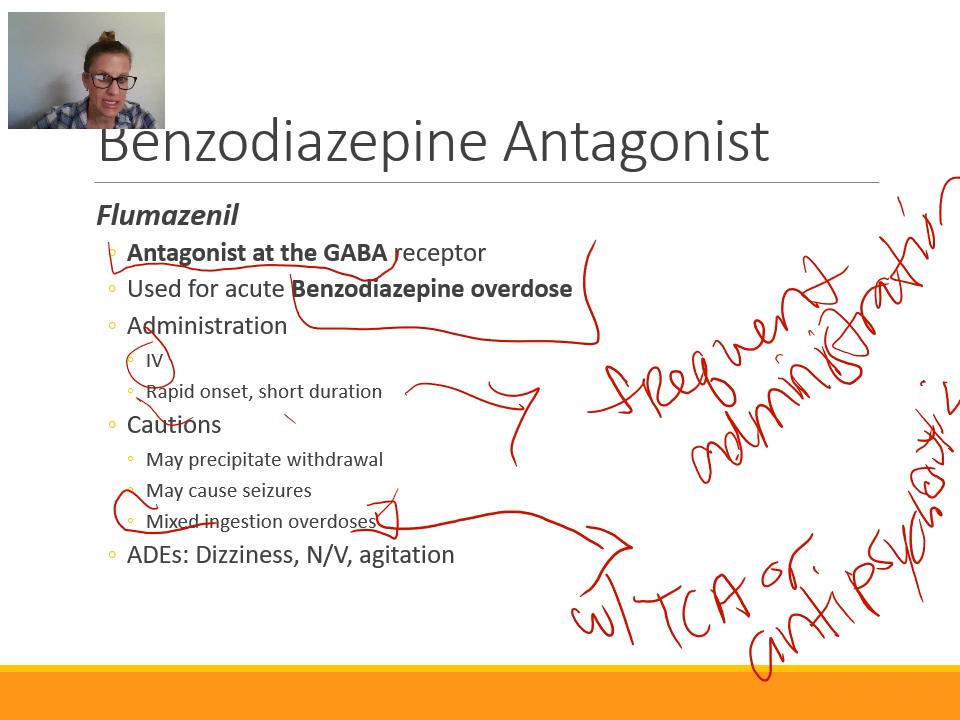 Benzodiazepine Antagonist
Flumazenil
Antagonist at the GABA receptor
Used for acute Benzodiazepine overdose
Administration
IV
Rapid onset, short duration
frequent
administration
Cautions
May precipitate withdrawal
May cause seizures
Mixed ingestion overdoses
w/ TCA or
antipsychotic
ADEs: Dizziness, N/V, agitation